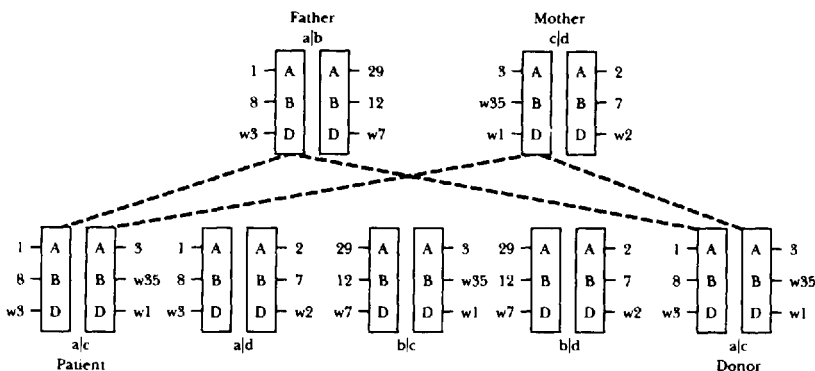 Father Mother
a|b c|d
1 A A 29 3 A A 2
8 B B 12 w35 B B 7
w3 D D w7 w1 D D w2
1 A A 3 1 A A 2 29 A A 3 29 A A 2 1 A A 3
8 B B w35 8 B B 7 12 B B w35 12 B B 7 8 B B w35
w3 D D w1 w3 D D w2 w7 D D w1 w7 D D w2 w3 D D w1
a|c a|d b|c b|d a|c
Patient Donor